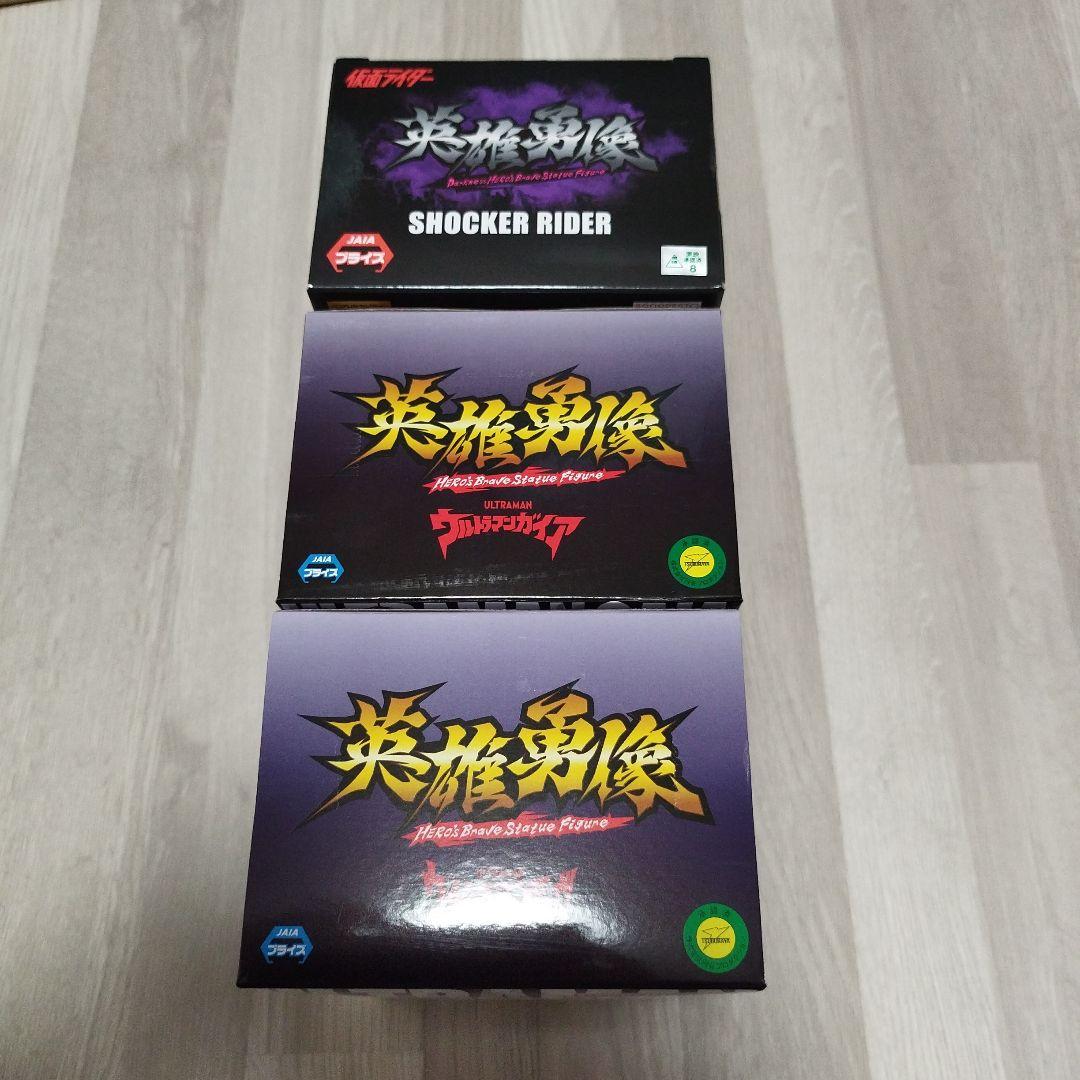 仮面ライダー
英雄勇像
Darkness HERO's Brave Statue Figure
SHOCKER RIDER
JAIA
プライズ
8
英雄勇像
HERO's Brave Statue Figure
ULTRAMAN
ウルトラマンガイア
JAIA
プライズ
TSUBURAYA
英雄勇像
HERO's Brave Statue Figure
JAIA
プライズ
TSUBURAYA